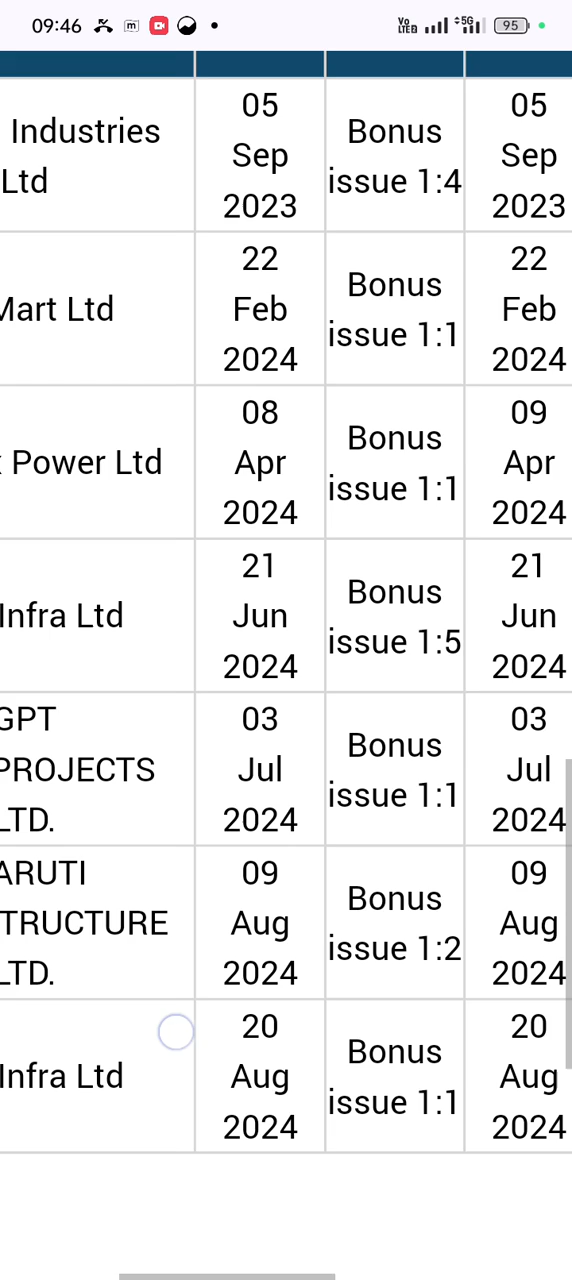 09:46 m Vo LTE2 5G 95
Industries Ltd
05 Sep 2023
Bonus issue 1:4
05 Sep 2023
Mart Ltd
22 Feb 2024
Bonus issue 1:1
22 Feb 2024
Power Ltd
08 Apr 2024
Bonus issue 1:1
09 Apr 2024
Infra Ltd
21 Jun 2024
Bonus issue 1:5
21 Jun 2024
GPT PROJECTS LTD.
03 Jul 2024
Bonus issue 1:1
03 Jul 2024
ARUTI TRUCTURE LTD.
09 Aug 2024
Bonus issue 1:2
09 Aug 2024
Infra Ltd
20 Aug 2024
Bonus issue 1:1
20 Aug 2024